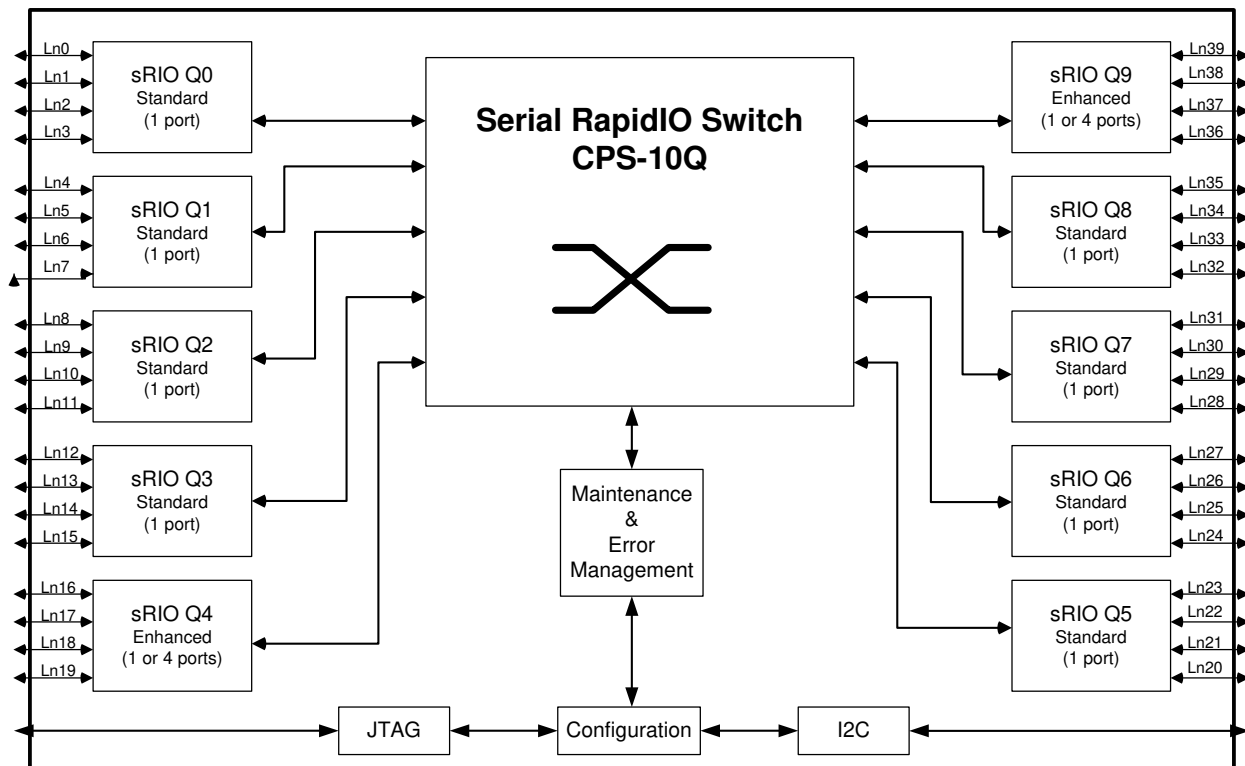 Ln0
Ln1
Ln2
Ln3
sRIO Q0
Standard
(1 port)
Ln4
Ln5
Ln6
Ln7
sRIO Q1
Standard
(1 port)
Ln8
Ln9
Ln10
Ln11
sRIO Q2
Standard
(1 port)
Ln12
Ln13
Ln14
Ln15
sRIO Q3
Standard
(1 port)
Ln16
Ln17
Ln18
Ln19
sRIO Q4
Enhanced
(1 or 4 ports)
Serial RapidIO Switch
CPS-10Q
Maintenance
&
Error
Management
JTAG
Configuration
I2C
sRIO Q9
Enhanced
(1 or 4 ports)
Ln39
Ln38
Ln37
Ln36
sRIO Q8
Standard
(1 port)
Ln35
Ln34
Ln33
Ln32
sRIO Q7
Standard
(1 port)
Ln31
Ln30
Ln29
Ln28
sRIO Q6
Standard
(1 port)
Ln27
Ln26
Ln25
Ln24
sRIO Q5
Standard
(1 port)
Ln23
Ln22
Ln21
Ln20